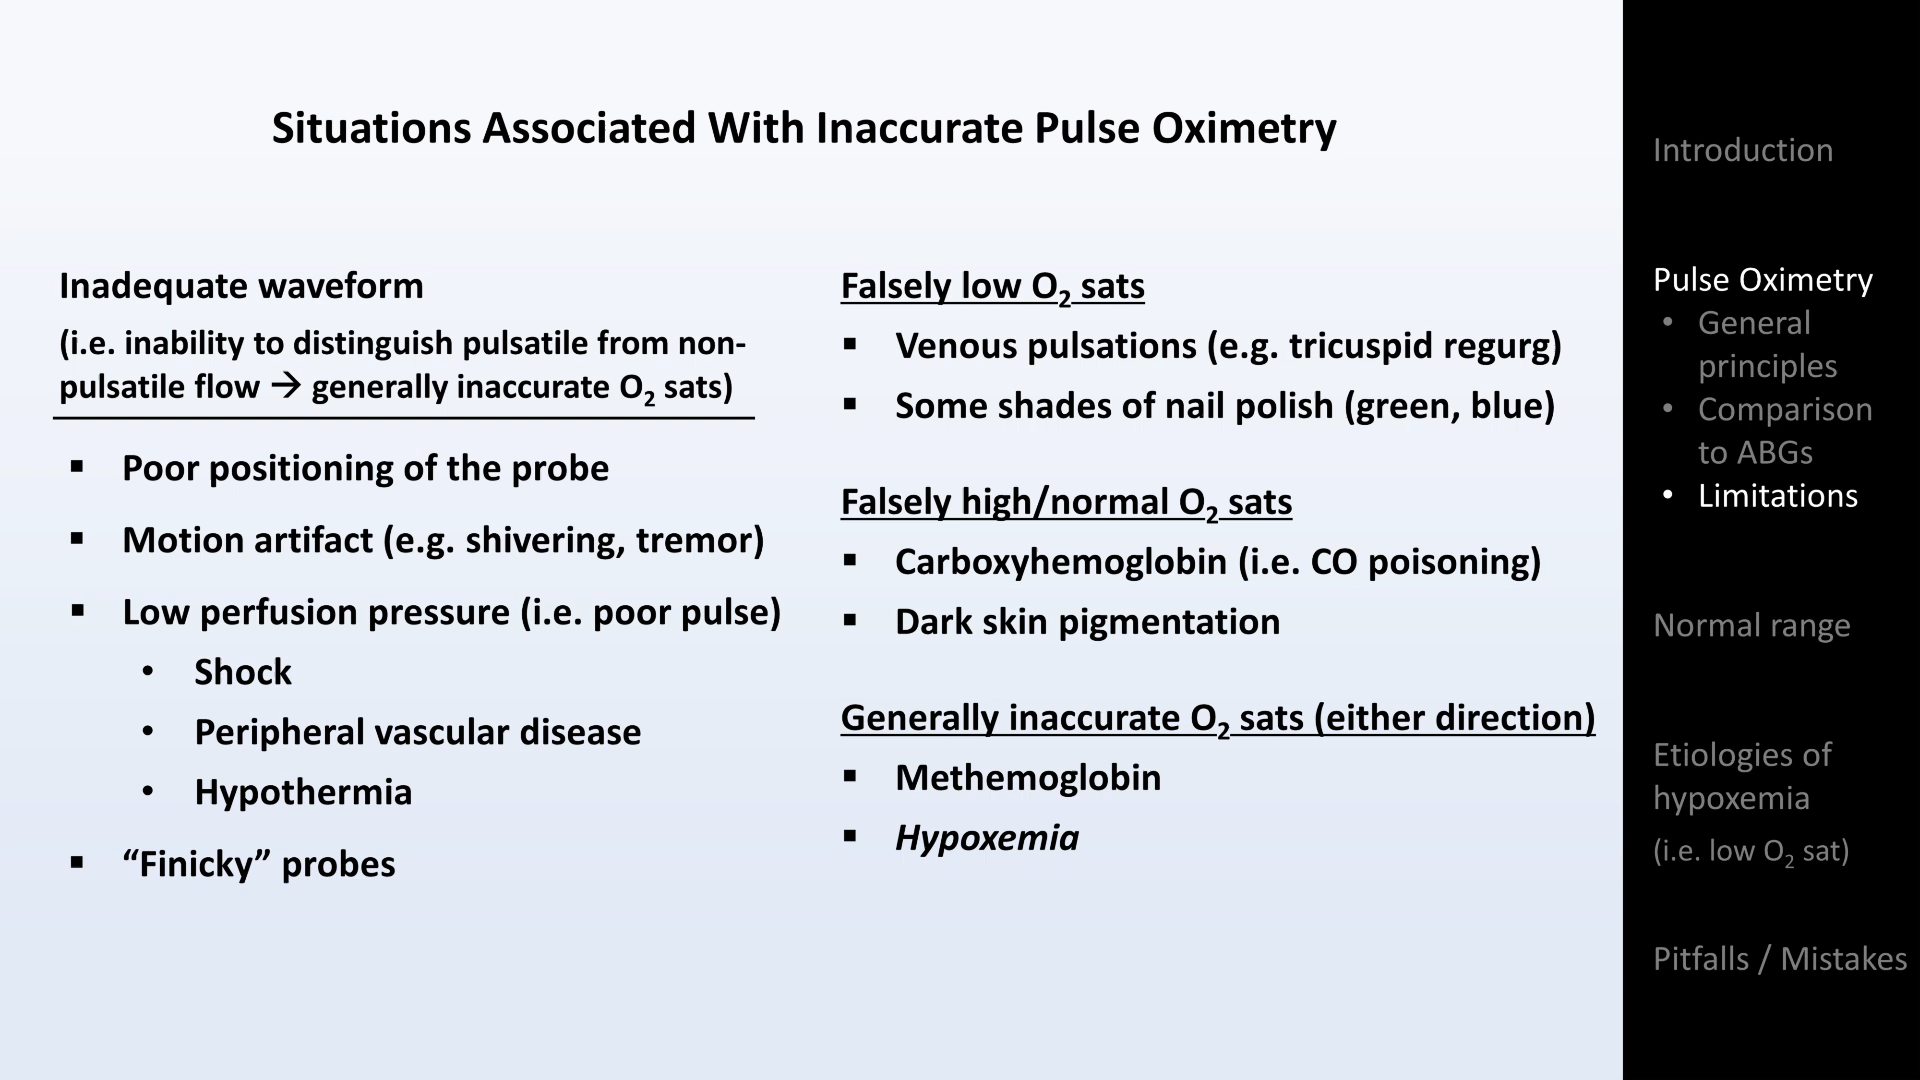 Situations Associated With Inaccurate Pulse Oximetry
Inadequate waveform
(i.e. inability to distinguish pulsatile from non-
pulsatile flow → generally inaccurate O₂ sats)
▪ Poor positioning of the probe
▪ Motion artifact (e.g. shivering, tremor)
▪ Low perfusion pressure (i.e. poor pulse)
• Shock
• Peripheral vascular disease
• Hypothermia
▪ “Finicky” probes
Falsely low O₂ sats
▪ Venous pulsations (e.g. tricuspid regurg)
▪ Some shades of nail polish (green, blue)
Falsely high/normal O₂ sats
▪ Carboxyhemoglobin (i.e. CO poisoning)
▪ Dark skin pigmentation
Generally inaccurate O₂ sats (either direction)
▪ Methemoglobin
▪ Hypoxemia
Introduction
Pulse Oximetry
• General
principles
• Comparison
to ABGs
• Limitations
Normal range
Etiologies of
hypoxemia
(i.e. low O₂ sat)
Pitfalls / Mistakes